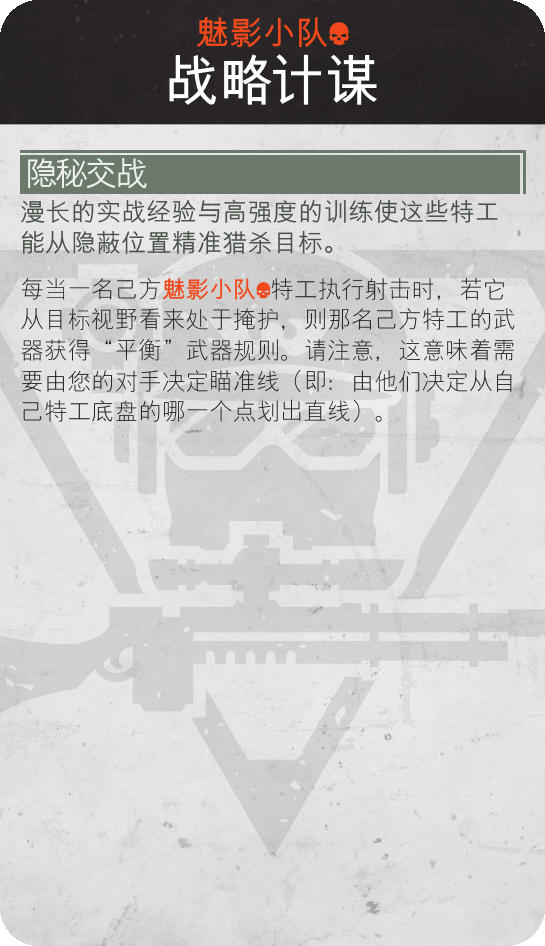 魅影小队
战略计谋
隐秘交战
漫长的实战经验与高强度的训练使这些特工
能从隐蔽位置精准猎杀目标。
每当一名己方魅影小队特工执行射击时，若它
从目标视野看来处于掩护，则那名己方特工的武
器获得“平衡”武器规则。请注意，这意味着需
要由您的对手决定瞄准线（即：由他们决定从自
己特工底盘的哪一个点划出直线）。